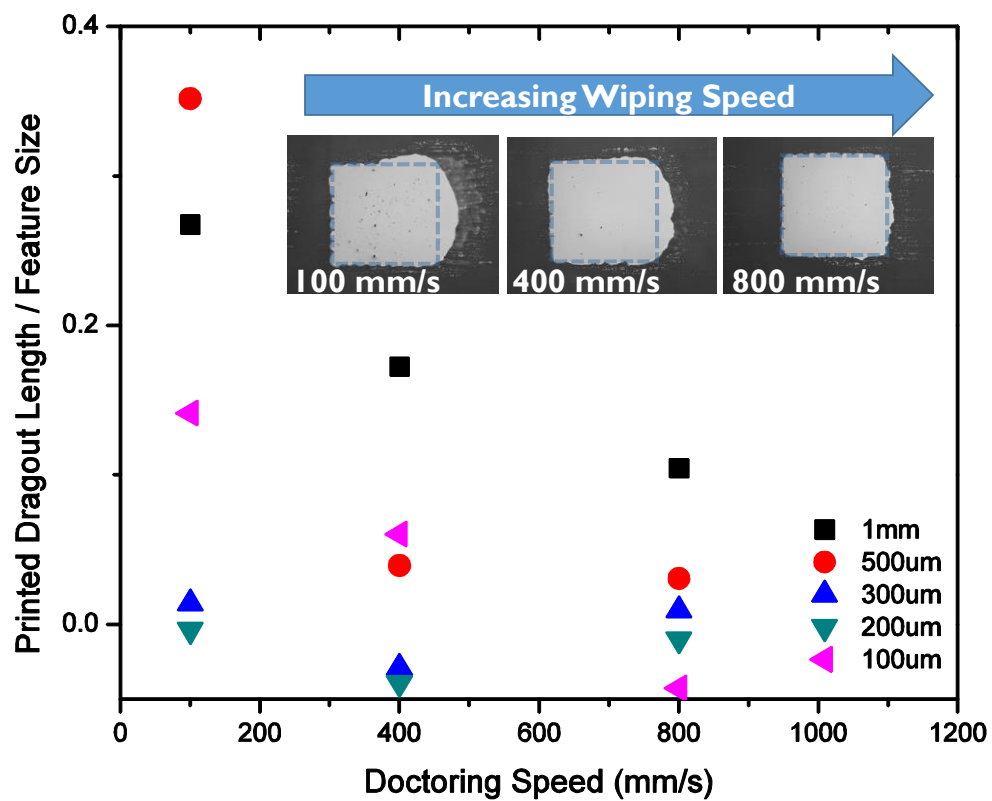 0.4
0.2
0.0
Printed Dragout Length / Feature Size
Increasing Wiping Speed
100 mm/s
400 mm/s
800 mm/s
1mm
500um
300um
200um
100um
0
200
400
600
800
1000
1200
Doctoring Speed (mm/s)